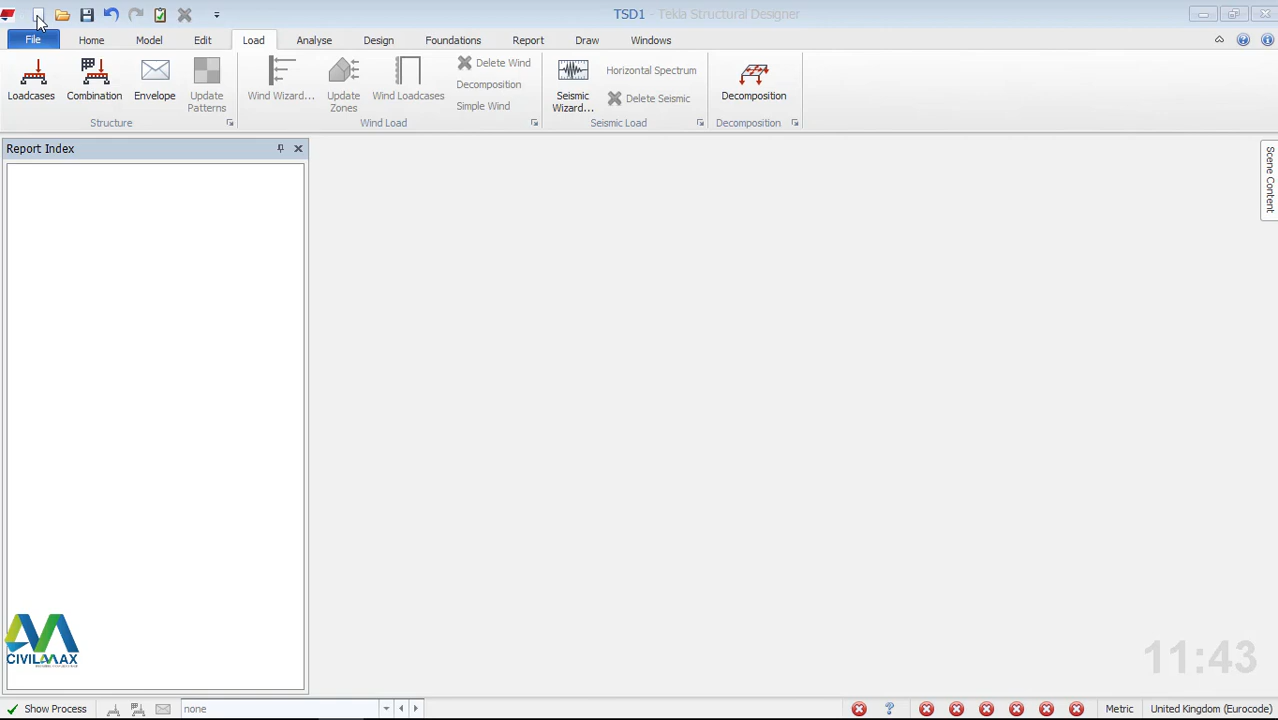 TSD1 - Tekla Structural Designer
File Home Model Edit Load Analyse Design Foundations Report Draw Windows
Loadcases
Combination
Envelope
Update
Patterns
Structure
Wind Wizard...
Update
Zones
Wind Loadcases
Delete Wind
Decomposition
Simple Wind
Wind Load
Seismic
Wizard...
Horizontal Spectrum
Delete Seismic
Seismic Load
Decomposition
Decomposition
Report Index
Scene Content
CIVILMAX
11:43
Show Process
none
Metric
United Kingdom (Eurocode)